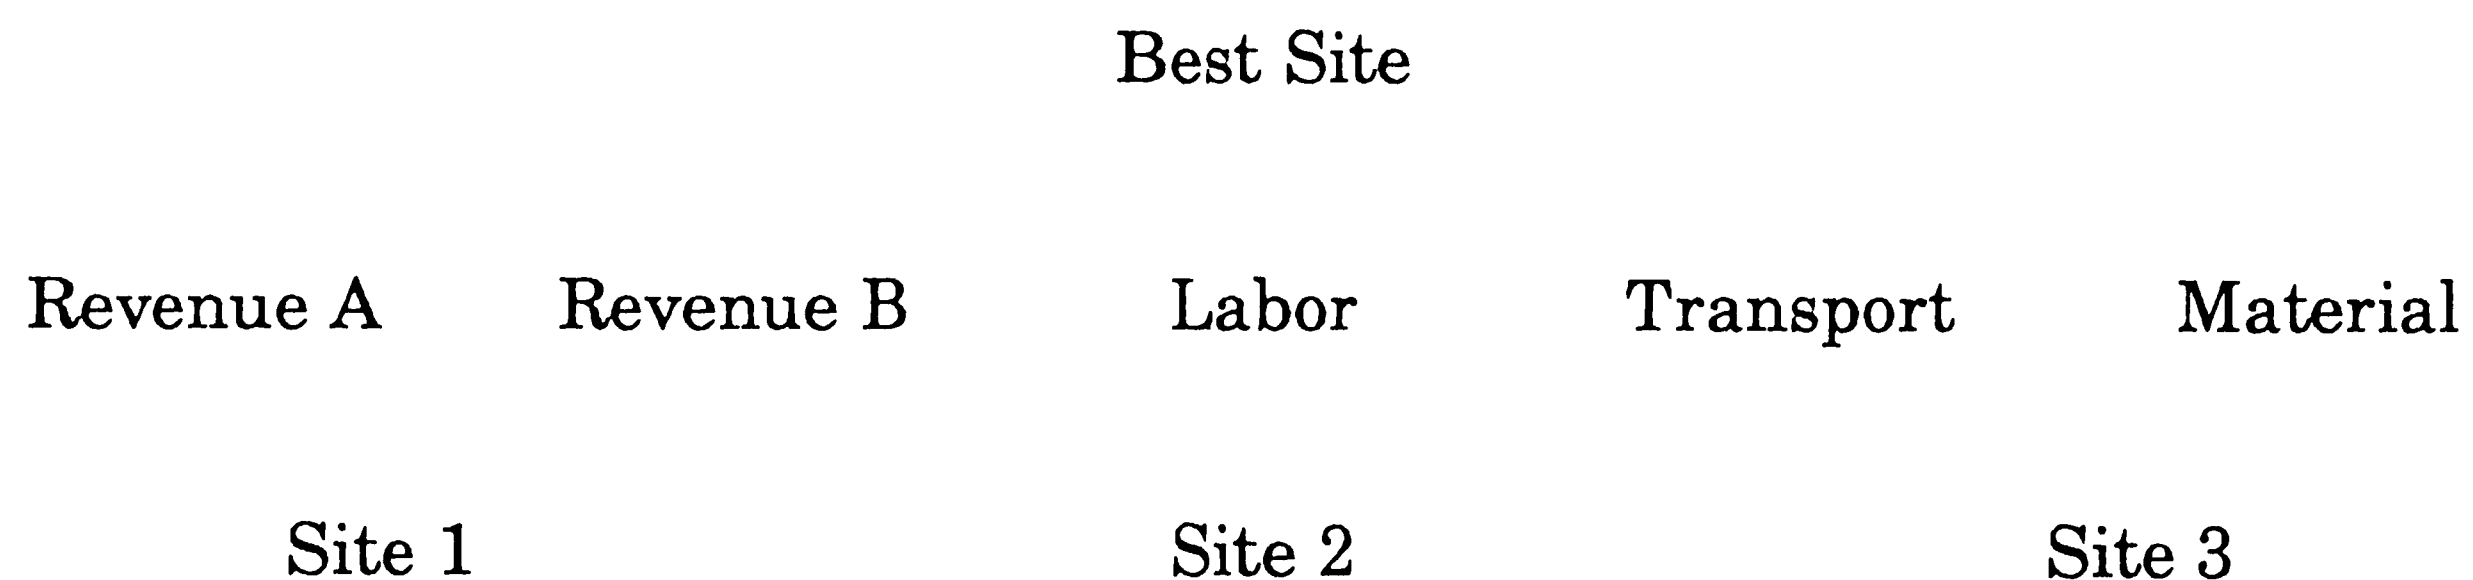 Best Site
Revenue A Revenue B Labor Transport Material
Site 1 Site 2 Site 3